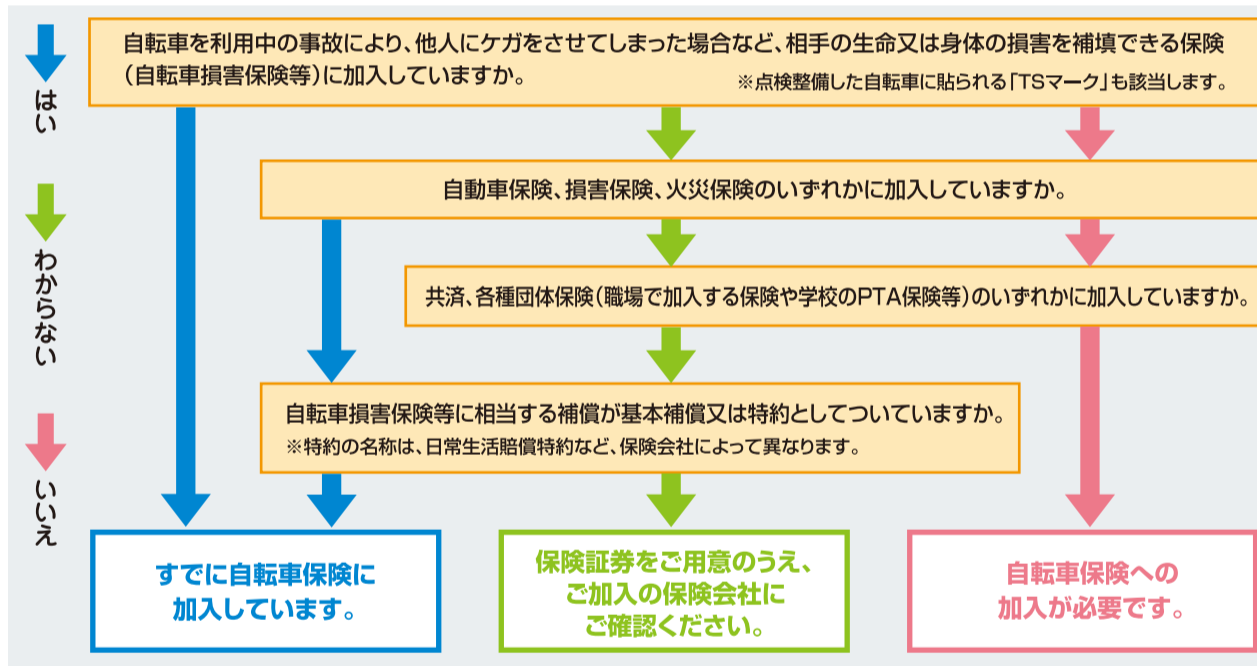 はい
わからない
いいえ
自転車を利用中の事故により、他人にケガをさせてしまった場合など、相手の生命又は身体の損害を補填できる保険
（自転車損害保険等）に加入していますか。
※点検整備した自転車に貼られる「TSマーク」も該当します。
自動車保険、損害保険、火災保険のいずれかに加入していますか。
共済、各種団体保険（職場で加入する保険や学校のPTA保険等）のいずれかに加入していますか。
自転車損害保険等に相当する補償が基本補償又は特約としてついていますか。
※特約の名称は、日常生活賠償特約など、保険会社によって異なります。
すでに自転車保険に
加入しています。
保険証券をご用意のうえ、
ご加入の保険会社に
ご確認ください。
自転車保険への
加入が必要です。